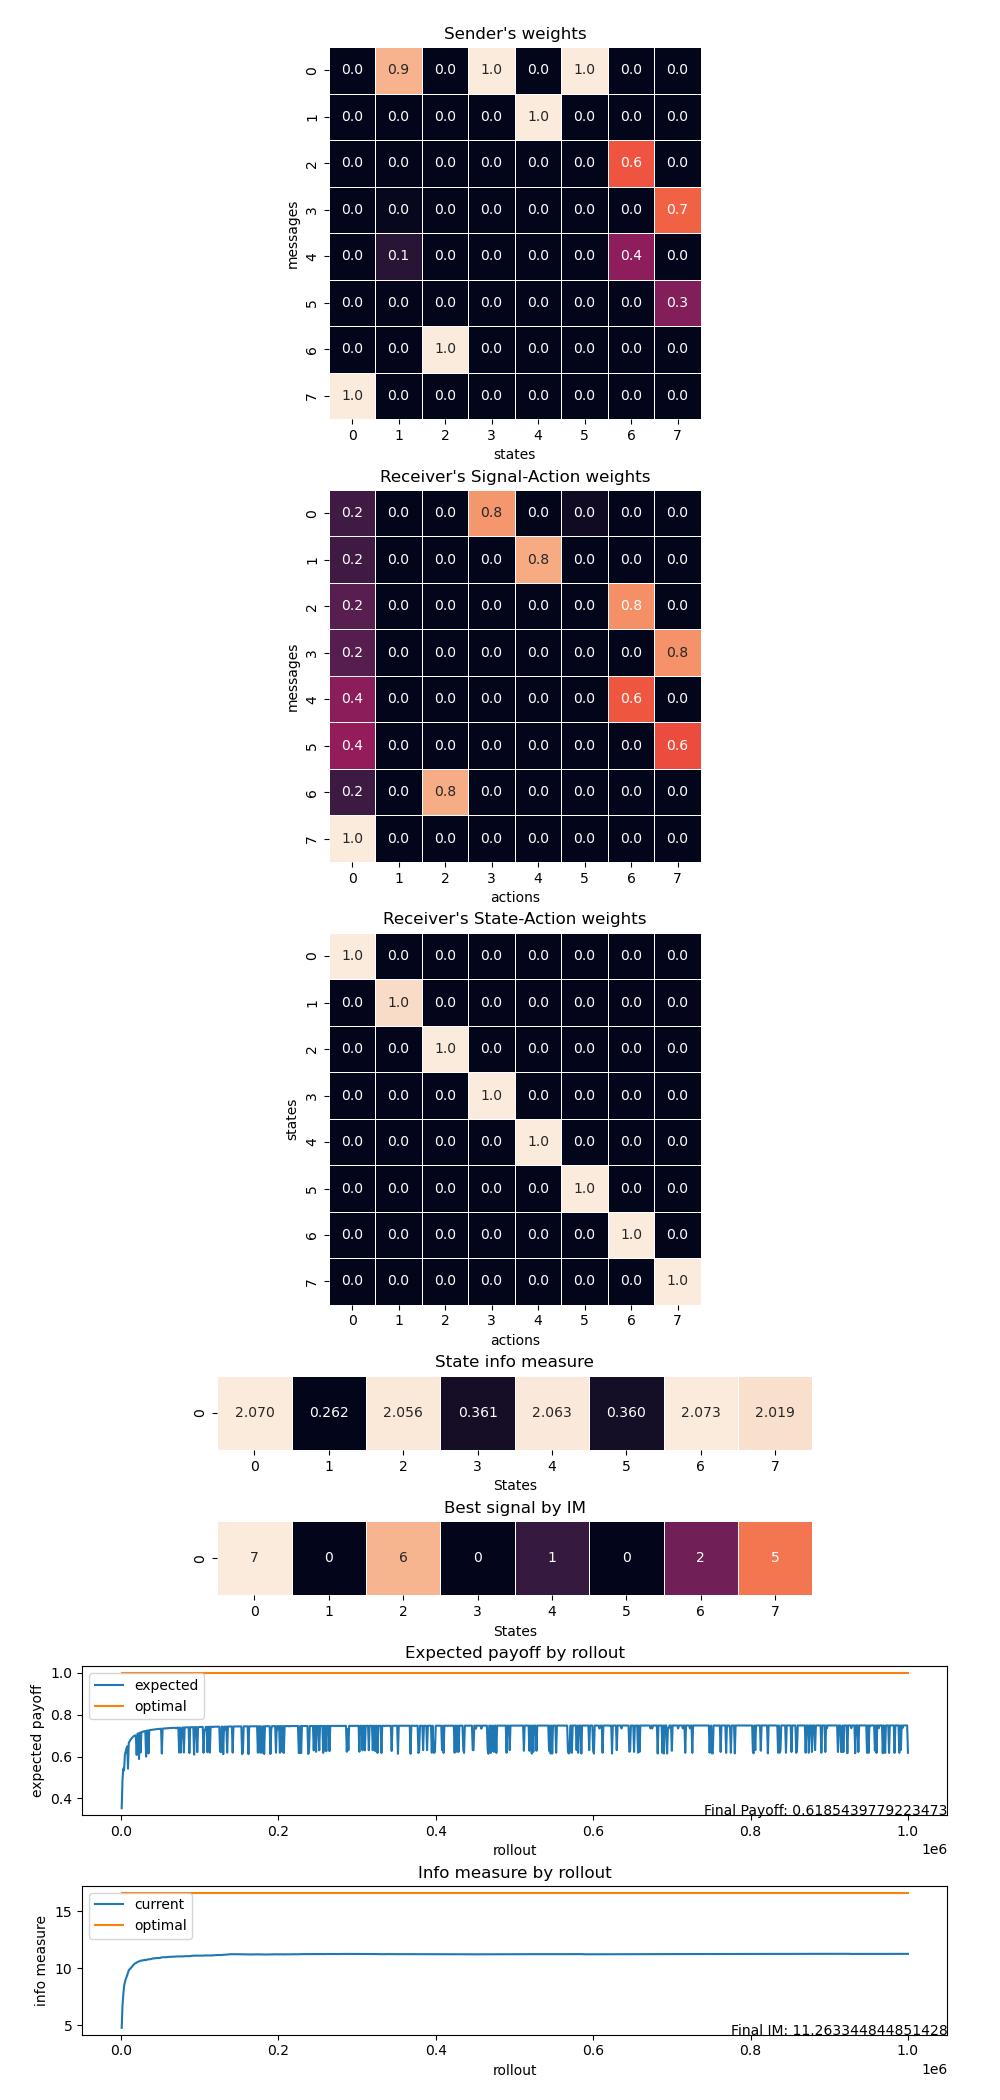 Sender's weights
0 0.0 0.9 0.0 1.0 0.0 1.0 0.0 0.0
1 0.0 0.0 0.0 0.0 1.0 0.0 0.0 0.0
2 0.0 0.0 0.0 0.0 0.0 0.0 0.6 0.0
3 0.0 0.0 0.0 0.0 0.0 0.0 0.0 0.7
messages
4 0.0 0.1 0.0 0.0 0.0 0.0 0.4 0.0
5 0.0 0.0 0.0 0.0 0.0 0.0 0.0 0.3
6 0.0 0.0 1.0 0.0 0.0 0.0 0.0 0.0
7 1.0 0.0 0.0 0.0 0.0 0.0 0.0 0.0
0 1 2 3 4 5 6 7
states
Receiver's Signal-Action weights
0 0.2 0.0 0.0 0.8 0.0 0.0 0.0 0.0
1 0.2 0.0 0.0 0.0 0.8 0.0 0.0 0.0
2 0.2 0.0 0.0 0.0 0.0 0.0 0.8 0.0
3 0.2 0.0 0.0 0.0 0.0 0.0 0.0 0.8
messages
4 0.4 0.0 0.0 0.0 0.0 0.0 0.6 0.0
5 0.4 0.0 0.0 0.0 0.0 0.0 0.0 0.6
6 0.2 0.0 0.8 0.0 0.0 0.0 0.0 0.0
7 1.0 0.0 0.0 0.0 0.0 0.0 0.0 0.0
0 1 2 3 4 5 6 7
actions
Receiver's State-Action weights
0 1.0 0.0 0.0 0.0 0.0 0.0 0.0 0.0
1 0.0 1.0 0.0 0.0 0.0 0.0 0.0 0.0
2 0.0 0.0 1.0 0.0 0.0 0.0 0.0 0.0
3 0.0 0.0 0.0 1.0 0.0 0.0 0.0 0.0
states
4 0.0 0.0 0.0 0.0 1.0 0.0 0.0 0.0
5 0.0 0.0 0.0 0.0 0.0 1.0 0.0 0.0
6 0.0 0.0 0.0 0.0 0.0 0.0 1.0 0.0
7 0.0 0.0 0.0 0.0 0.0 0.0 0.0 1.0
0 1 2 3 4 5 6 7
actions
State info measure
0 2.070 0.262 2.056 0.361 2.063 0.360 2.073 2.019
0 1 2 3 4 5 6 7
States
Best signal by IM
0 7 0 6 0 1 0 2 5
0 1 2 3 4 5 6 7
States
Expected payoff by rollout
expected payoff
1.0
0.8
0.6
0.4
expected
optimal
Final Payoff: 0.6185439779223473
0.0 0.2 0.4 0.6 0.8 1.0
rollout
1e6
Info measure by rollout
info measure
15
10
5
current
optimal
Final IM: 11.263344844851428
0.0 0.2 0.4 0.6 0.8 1.0
rollout
1e6